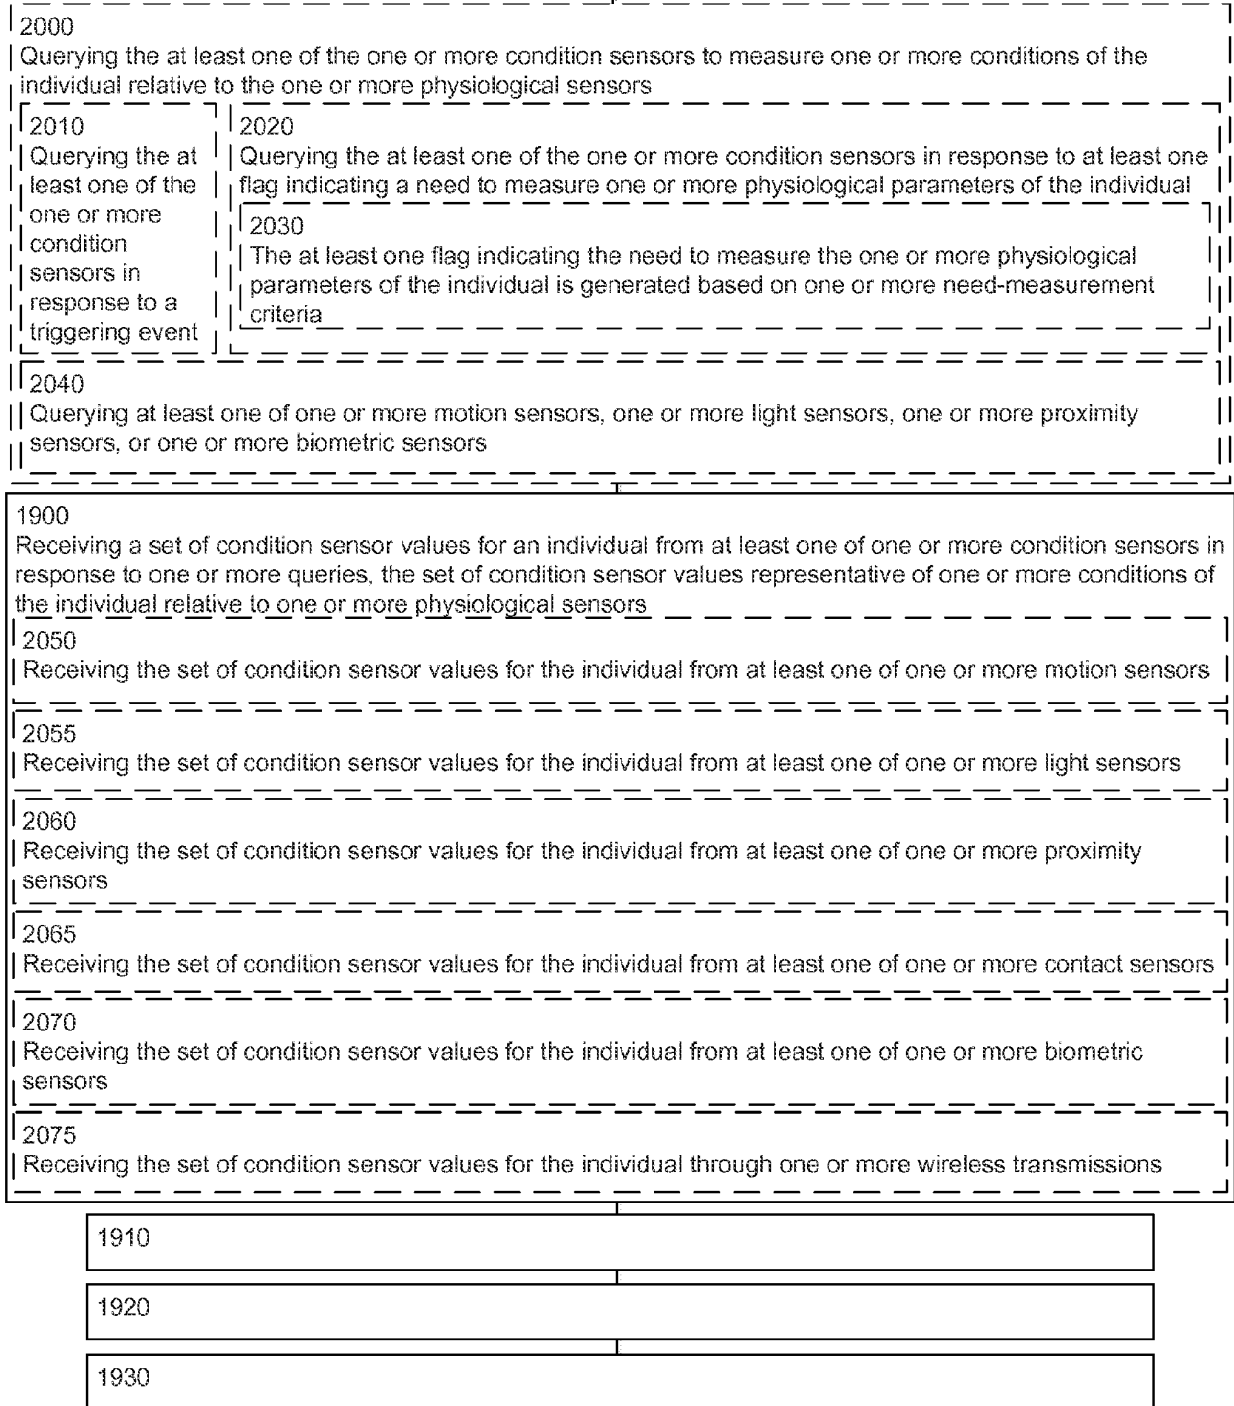 2000
Querying the at least one of the one or more condition sensors to measure one or more conditions of the
individual relative to the one or more physiological sensors
2010
Querying the at
least one of the
one or more
condition
sensors in
response to a
triggering event
2020
Querying the at least one of the one or more condition sensors in response to at least one
flag indicating a need to measure one or more physiological parameters of the individual
2030
The at least one flag indicating the need to measure the one or more physiological
parameters of the individual is generated based on one or more need-measurement
criteria
2040
Querying at least one of one or more motion sensors, one or more light sensors, one or more proximity
sensors, or one or more biometric sensors
1900
Receiving a set of condition sensor values for an individual from at least one of one or more condition sensors in
response to one or more queries, the set of condition sensor values representative of one or more conditions of
the individual relative to one or more physiological sensors
2050
Receiving the set of condition sensor values for the individual from at least one of one or more motion sensors
2055
Receiving the set of condition sensor values for the individual from at least one of one or more light sensors
2060
Receiving the set of condition sensor values for the individual from at least one of one or more proximity
sensors
2065
Receiving the set of condition sensor values for the individual from at least one of one or more contact sensors
2070
Receiving the set of condition sensor values for the individual from at least one of one or more biometric
sensors
2075
Receiving the set of condition sensor values for the individual through one or more wireless transmissions
1910
1920
1930